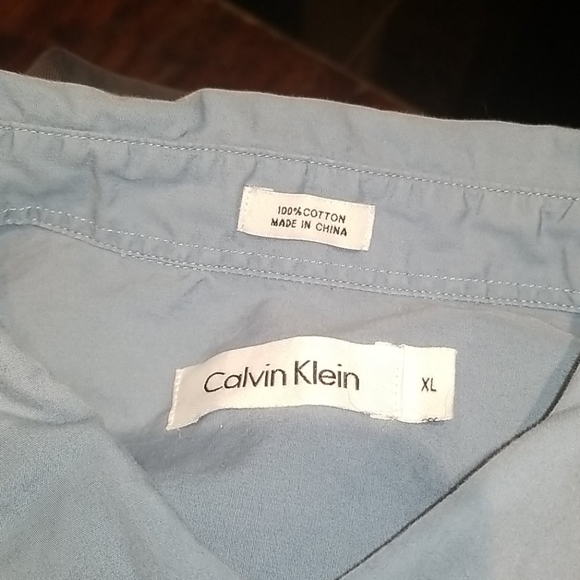 100% COTTON
MADE IN CHINA
Calvin Klein
XL